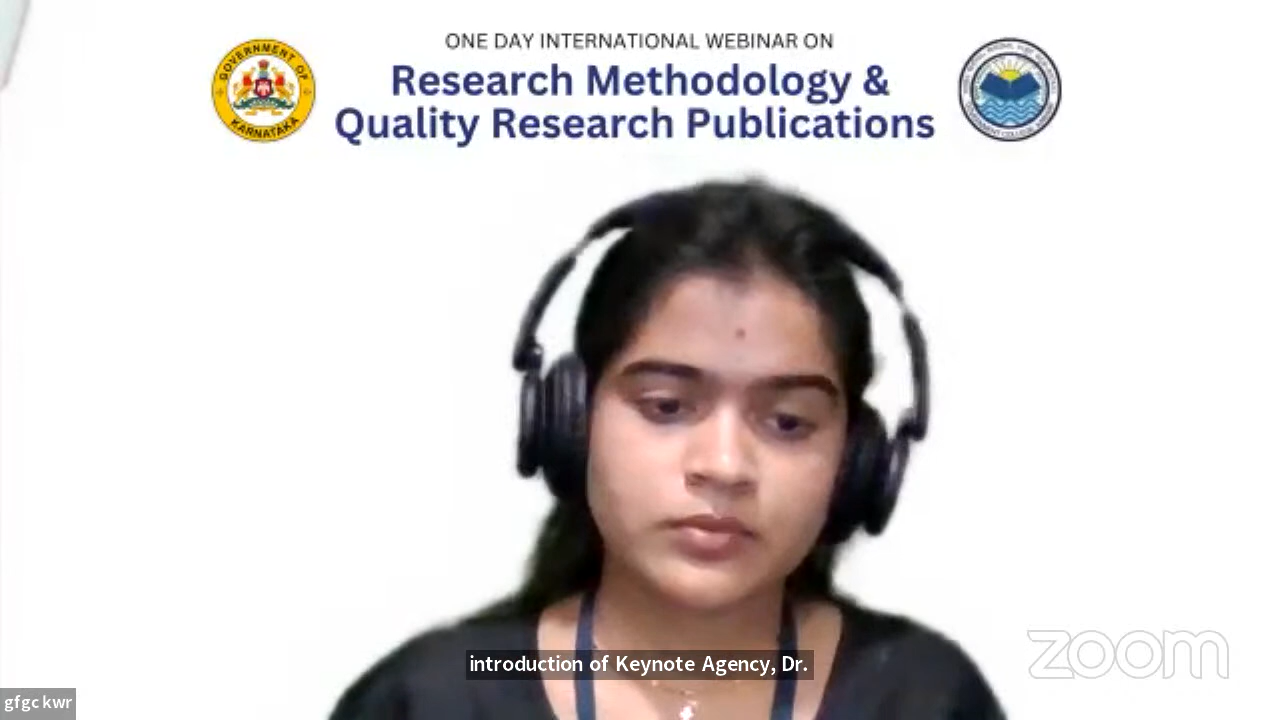 ONE DAY INTERNATIONAL WEBINAR ON
Research Methodology &
Quality Research Publications
GOVERNMENT OF
KARNATAKA
introduction of Keynote Agency, Dr.
zoom
gfgc kwr